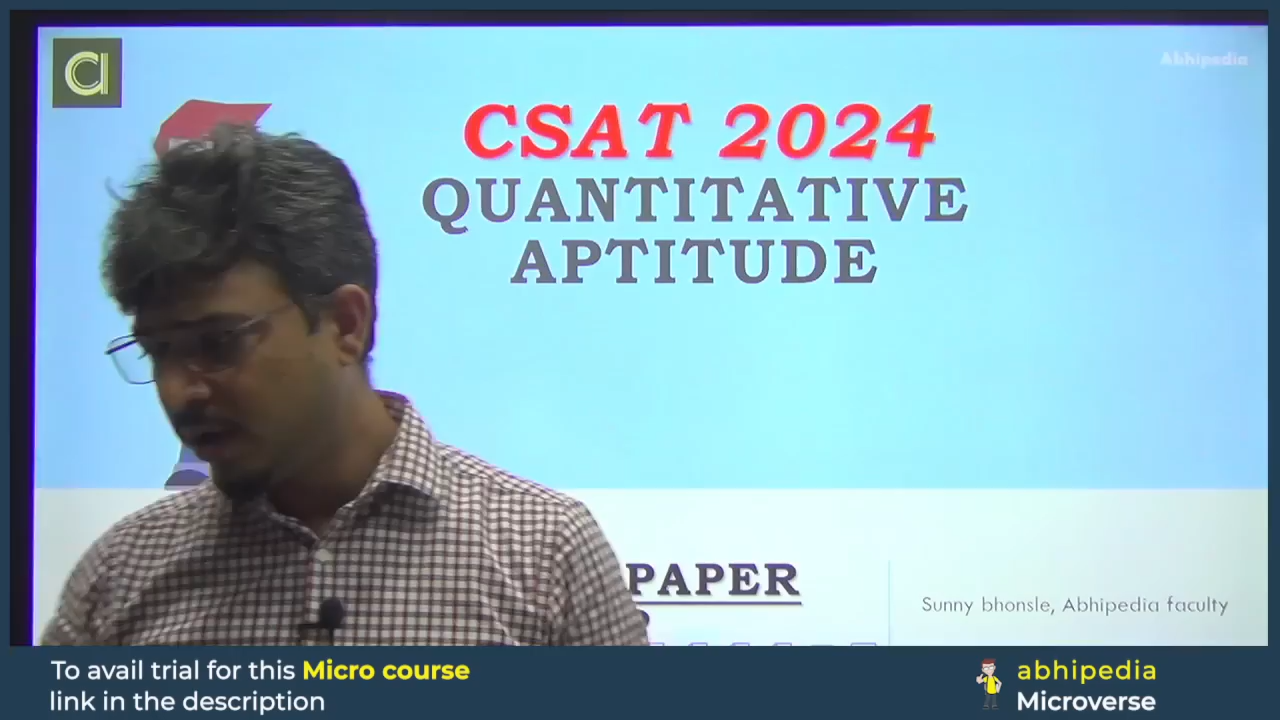 Abhipedia
CSAT 2024
QUANTITATIVE
APTITUDE
PAPER
Sunny bhonsle, Abhipedia faculty
To avail trial for this Micro course
link in the description
abhipedia
Microverse